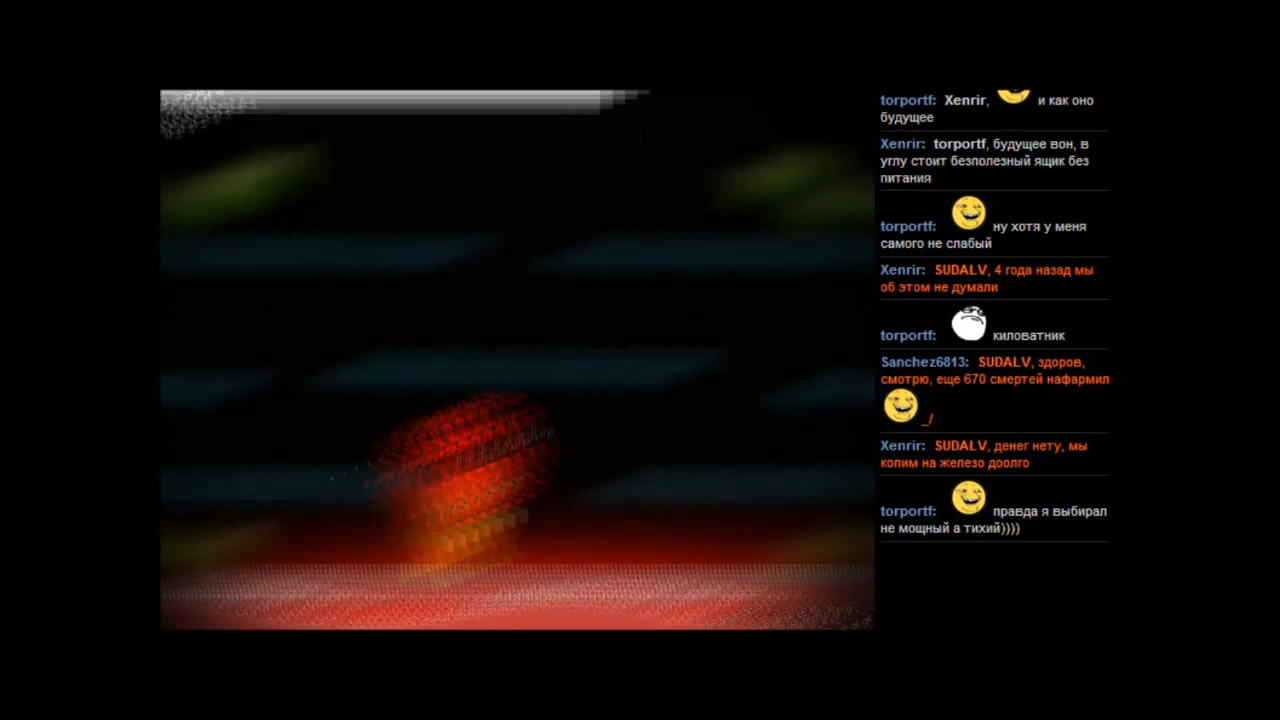 torportf: Xenrir, и как оно
будущее
Xenrir: torportf, будущее вон, в
углу стоит безполезный ящик без
питания
torportf: ну хотя у меня
самого не слабый
Xenrir: SUDALV, 4 года назад мы
об этом не думали
torportf: киловатник
Sanchez6813: SUDALV, здоров,
смотрю, еще 670 смертей нафармил
_/
Xenrir: SUDALV, денег нету, мы
копим на железо доолго
torportf: правда я выбирал
не мощный а тихий))))